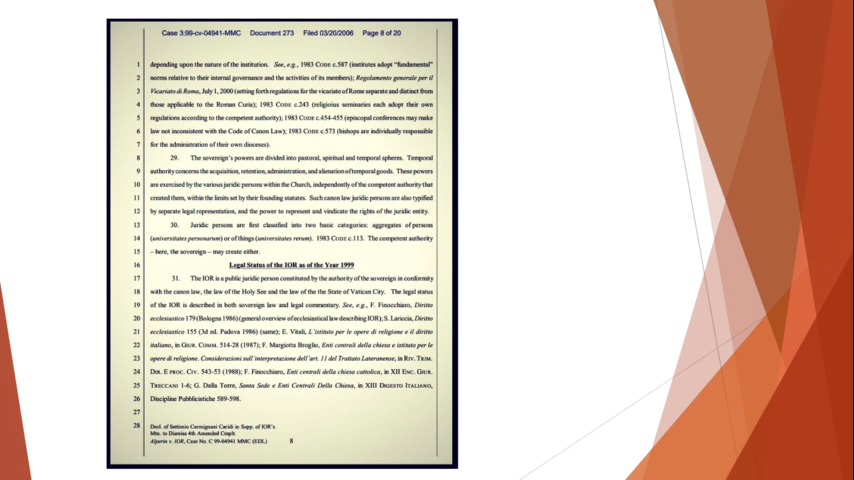 Case 3:99-cv-04941-MMC Document 273 Filed 03/20/2006 Page 8 of 20
1 depending upon the nature of the institution. See, e.g., 1983 CODE c.587 (institutes adopt "fundamental"
2 norms relative to their internal governance and the activities of its members); Regolamento generale per il
3 Vicariato di Roma, July 1, 2000 (setting forth regulations for the vicariate of Rome separate and distinct from
4 those applicable to the Roman Curia); 1983 CODE c.243 (religioius seminaries each adopt their own
5 regulations according to the competent authority); 1983 CODE c.454-455 (episcopal conferences may make
6 law not inconsistent with the Code of Canon Law); 1983 CODE c.573 (bishops are individually responsible
7 for the administration of their own dioceses).
8 29. The sovereign's powers are divided into pastoral, spiritual and temporal spheres. Temporal
9 authority concerns the acquisition, retention, administration, and alienation of temporal goods. These powers
10 are exercised by the various juridic persons within the Church, independently of the competent authority that
11 created them, within the limits set by their founding statutes. Such canon law juridic persons are also typified
12 by separate legal representation, and the power to represent and vindicate the rights of the juridic entity.
13 30. Juridic persons are first classified into two basic categories: aggregates of persons
14 (universitates personarum) or of things (universitates rerum). 1983 CODE c.113. The competent authority
15 – here, the sovereign – may create either.
16 Legal Status of the IOR as of the Year 1999
17 31. The IOR is a public juridic person constituted by the authority of the sovereign in conformity
18 with the canon law, the law of the Holy See and the law of the the State of Vatican City. The legal status
19 of the IOR is described in both sovereign law and legal commentary. See, e.g., F. Finocchiaro, Diritto
20 ecclesiastico 179 (Bologna 1986) (general overview of ecclesiastical law describing IOR); S. Lariccia, Diritto
21 ecclesiastico 155 (3d ed. Padova 1986) (same); E. Vitali, L'istituto per le opere di religione e il diritto
22 italiano, in GIUR. COMM. 514-28 (1987); F. Margiotta Broglio, Enti centrali della chiesa e istituto per le
23 opere di religione. Considerazioni sull'interpretazione dell'art. 11 del Trattato Lateranense, in RIV. TRIM.
24 DIR. E PROC. CIV. 543-53 (1988); F. Finocchiaro, Enti centrali della chiesa cattolica, in XII ENC. GIUR.
25 TRECCANI 1-6; G. Dalla Torre, Santa Sede e Enti Centrali Della Chiesa, in XIII DIGESTO ITALIANO,
26 Discipline Pubblicistiche 589-598.
27
28 Decl. of Settimio Carmignani Caridi in Supp. of IOR's
Mtn. to Dismiss 4th Amended Cmplt.
Alperin v. IOR, Case No. C 99-04941 MMC (EDL) 8